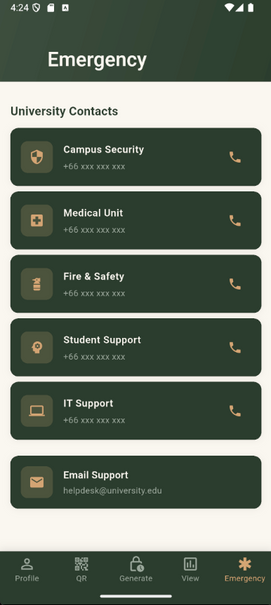 4:24
Emergency
University Contacts
Campus Security
+66 xxx xxx xxx
Medical Unit
+66 xxx xxx xxx
Fire & Safety
+66 xxx xxx xxx
Student Support
+66 xxx xxx xxx
IT Support
+66 xxx xxx xxx
Email Support
helpdesk@university.edu
Profile
QR
Generate
View
Emergency